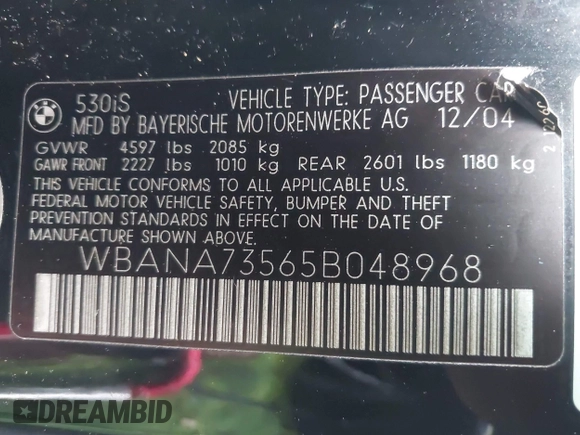 BMW
530iS VEHICLE TYPE: PASSENGER CAR
MFD BY BAYERISCHE MOTORENWERKE AG 12/04
GVWR 4597 lbs 2085 kg
GAWR FRONT 2227 lbs 1010 kg REAR 2601 lbs 1180 kg
THIS VEHICLE CONFORMS TO ALL APPLICABLE U.S.
FEDERAL MOTOR VEHICLE SAFETY, BUMPER AND THEFT
PREVENTION STANDARDS IN EFFECT ON THE DATE OF
MANUFACTURE SHOWN ABOVE.
WBANA73565B048968
DREAMBID